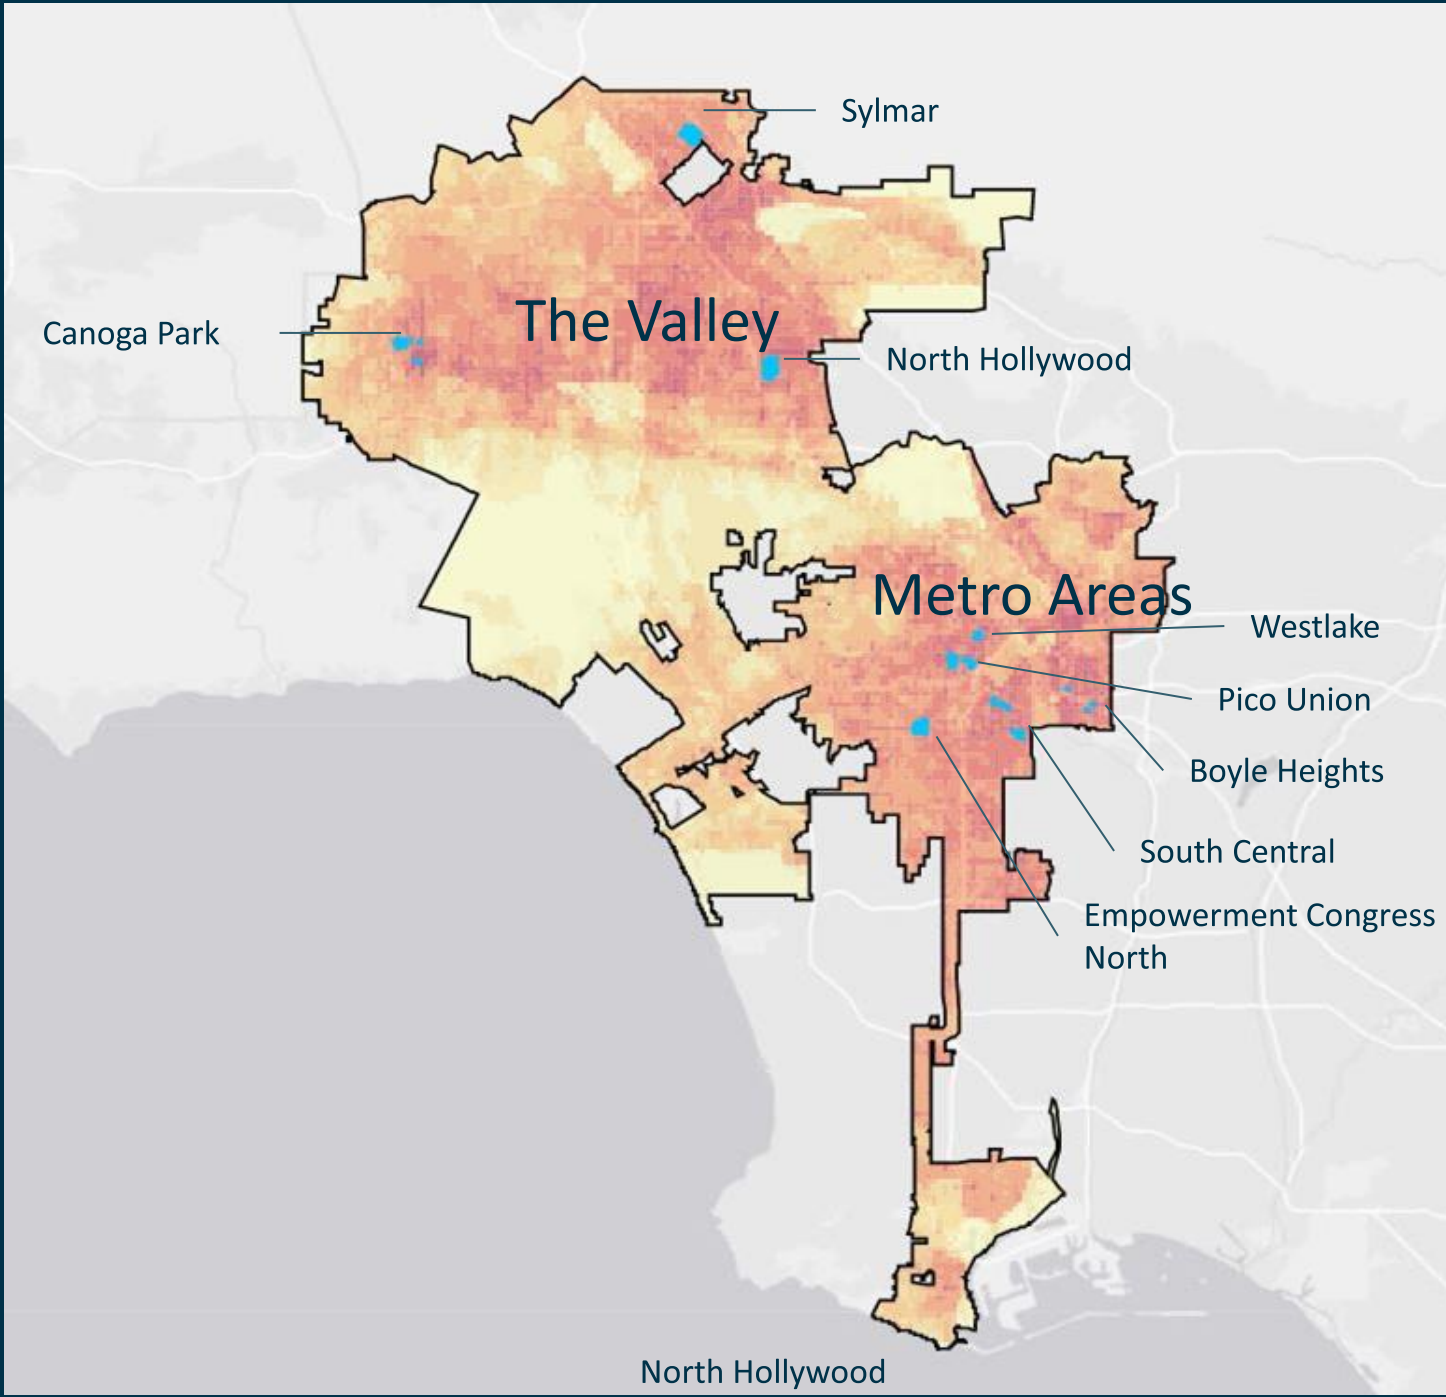 Sylmar
The Valley
Canoga Park
North Hollywood
Metro Areas
Westlake
Pico Union
Boyle Heights
South Central
Empowerment Congress
North
North Hollywood